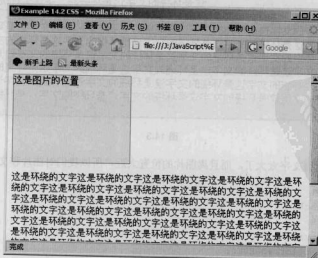 Example 14.2 CSS - Mozilla Firefox
文件(F) 编辑(E) 查看(V) 历史(S) 书签(B) 工具(T) 帮助(H)
file:///J:/JavaScript%E Google
新手上路 最新头条
这是图片的位置
这是环绕的文字这是环绕的文字这是环绕的文字这是环绕的文字这是环
绕的文字这是环绕的文字这是环绕的文字这是环绕的文字这是环绕的
文字这是环绕的文字这是环绕的文字这是环绕的文字这是环绕的文字
这是环绕的文字这是环绕的文字这是环绕的文字这是环绕的文字这是
环绕的文字这是环绕的文字这是环绕的文字这是环绕的文字这是环绕
的文字这是环绕的文字这是环绕的文字这是环绕的文字这是环绕的文
完成